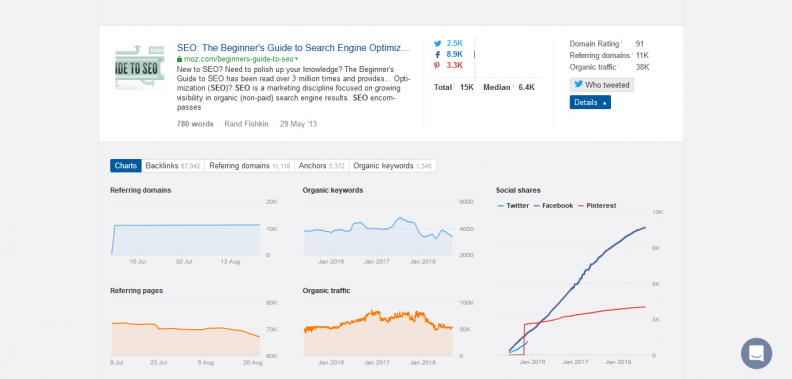 SEO: The Beginner's Guide to Search Engine Optimiz...
moz.com/beginners-guide-to-seo
New to SEO? Need to polish up your knowledge? The Beginner's
Guide to SEO has been read over 3 million times and provides... Opti-
mization (SEO)? SEO is a marketing discipline focused on growing
visibility in organic (non-paid) search engine results. SEO encom-
passes
780 words Rand Fishkin 29 May '13
IDE TO SEO
2.5K
8.9K
3.3K
Total 15K Median 6.4K
Domain Rating 91
Referring domains 11K
Organic traffic 38K
Who tweeted
Details
Charts Backlinks 67,042 Referring domains 11,118 Anchors 5,372 Organic keywords 1,345
Referring domains
20K
10K
0
16 Jul 30 Jul 13 Aug
Organic keywords
6000
4000
2000
Jan 2016 Jan 2017 Jan 2018
Social shares
Twitter Facebook Pinterest
10K
8K
5K
3K
0
Jan 2016 Jan 2017 Jan 2018
Referring pages
80K
70K
60K
9 Jul 23 Jul 6 Aug 20 Aug
Organic traffic
100K
50K
0
Jan 2016 Jan 2017 Jan 2018